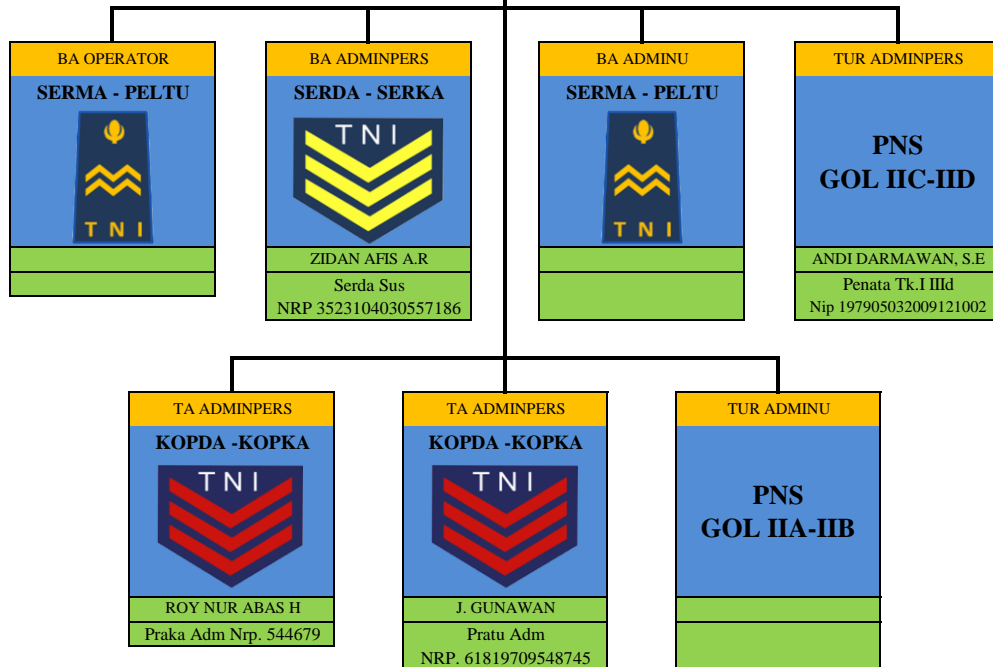 BA OPERATOR
SERMA - PELTU
TNI
BA ADMINPERS
SERDA - SERKA
TNI
ZIDAN AFIS A.R
Serda Sus
NRP 3523104030557186
BA ADMINU
SERMA - PELTU
TNI
TUR ADMINPERS
PNS
GOL IIC-IID
ANDI DARMAWAN, S.E
Penata Tk.I IIId
Nip 197905032009121002
TA ADMINPERS
KOPDA -KOPKA
TNI
ROY NUR ABAS H
Praka Adm Nrp. 544679
TA ADMINPERS
KOPDA -KOPKA
TNI
J. GUNAWAN
Pratu Adm
NRP. 61819709548745
TUR ADMINU
PNS
GOL IIA-IIB